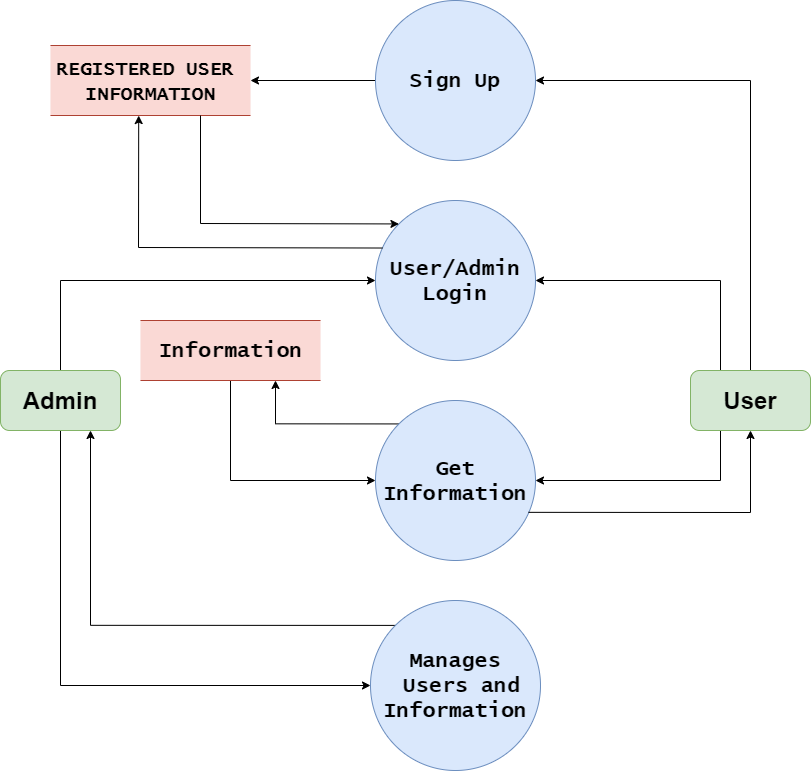 REGISTERED USER
INFORMATION
Sign Up
User/Admin
Login
Information
Admin
User
Get
Information
Manages
Users and
Information